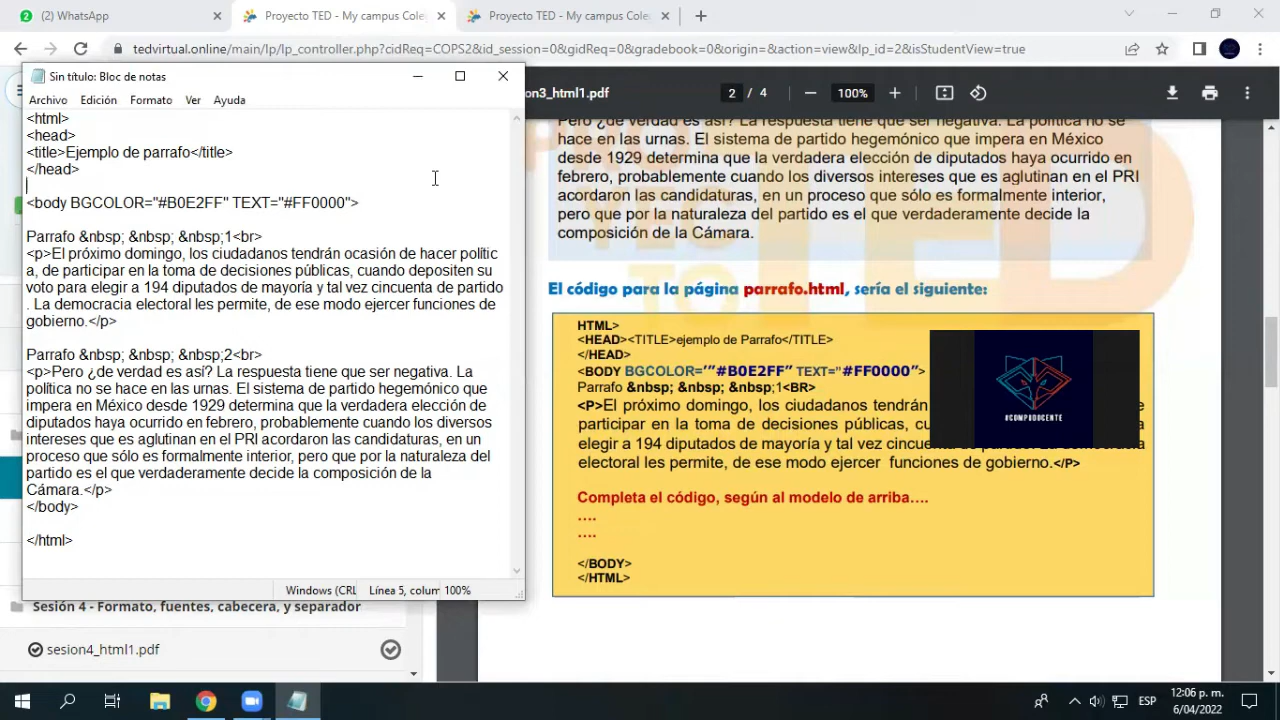 (2) WhatsApp
Proyecto TED - My campus Cole
Proyecto TED - My campus Cole
tedvirtual.online/main/lp/lp_controller.php?cidReq=COPS2&id_session=0&gidReq=0&gradebook=0&origin=&action=view&lp_id=2&isStudentView=true
Sin título: Bloc de notas
Archivo Edición Formato Ver Ayuda
<html>
<head>
<title>Ejemplo de parrafo</title>
</head>
<body BGCOLOR="#B0E2FF" TEXT="#FF0000">
Parrafo &nbsp; &nbsp; &nbsp;1<br>
<p>El próximo domingo, los ciudadanos tendrán ocasión de hacer polític
a, de participar en la toma de decisiones públicas, cuando depositen su
voto para elegir a 194 diputados de mayoría y tal vez cincuenta de partido
. La democracia electoral les permite, de ese modo ejercer funciones de
gobierno.</p>
Parrafo &nbsp; &nbsp; &nbsp;2<br>
<p>Pero ¿de verdad es así? La respuesta tiene que ser negativa. La
política no se hace en las urnas. El sistema de partido hegemónico que
impera en México desde 1929 determina que la verdadera elección de
diputados haya ocurrido en febrero, probablemente cuando los diversos
intereses que es aglutinan en el PRI acordaron las candidaturas, en un
proceso que sólo es formalmente interior, pero que por la naturaleza del
partido es el que verdaderamente decide la composición de la
Cámara.</p>
</body>
</html>
Windows (CRL Línea 5, colum 100%
Sesión 4 - Formato, fuentes, cabecera, y separador
sesion4_html1.pdf
on3_html1.pdf
2 / 4
100%
Pero ¿de verdad es así? La respuesta tiene que ser negativa. La política no se
hace en las urnas. El sistema de partido hegemónico que impera en México
desde 1929 determina que la verdadera elección de diputados haya ocurrido en
febrero, probablemente cuando los diversos intereses que es aglutinan en el PRI
acordaron las candidaturas, en un proceso que sólo es formalmente interior,
pero que por la naturaleza del partido es el que verdaderamente decide la
composición de la Cámara.
El código para la página parrafo.html, sería el siguiente:
HTML>
<HEAD><TITLE>ejemplo de Parrafo</TITLE>
</HEAD>
<BODY BGCOLOR=’”#B0E2FF” TEXT=”#FF0000”>
Parrafo &nbsp; &nbsp; &nbsp;1<BR>
<P>El próximo domingo, los ciudadanos tendrán
participar en la toma de decisiones públicas,
elegir a 194 diputados de mayoría y tal vez
electoral les permite, de ese modo ejercer funciones de gobierno.</P>
Completa el código, según al modelo de arriba….
….
….
</BODY>
</HTML>
#COMPUDOCENTE
ESP
12:06 p. m.
6/04/2022